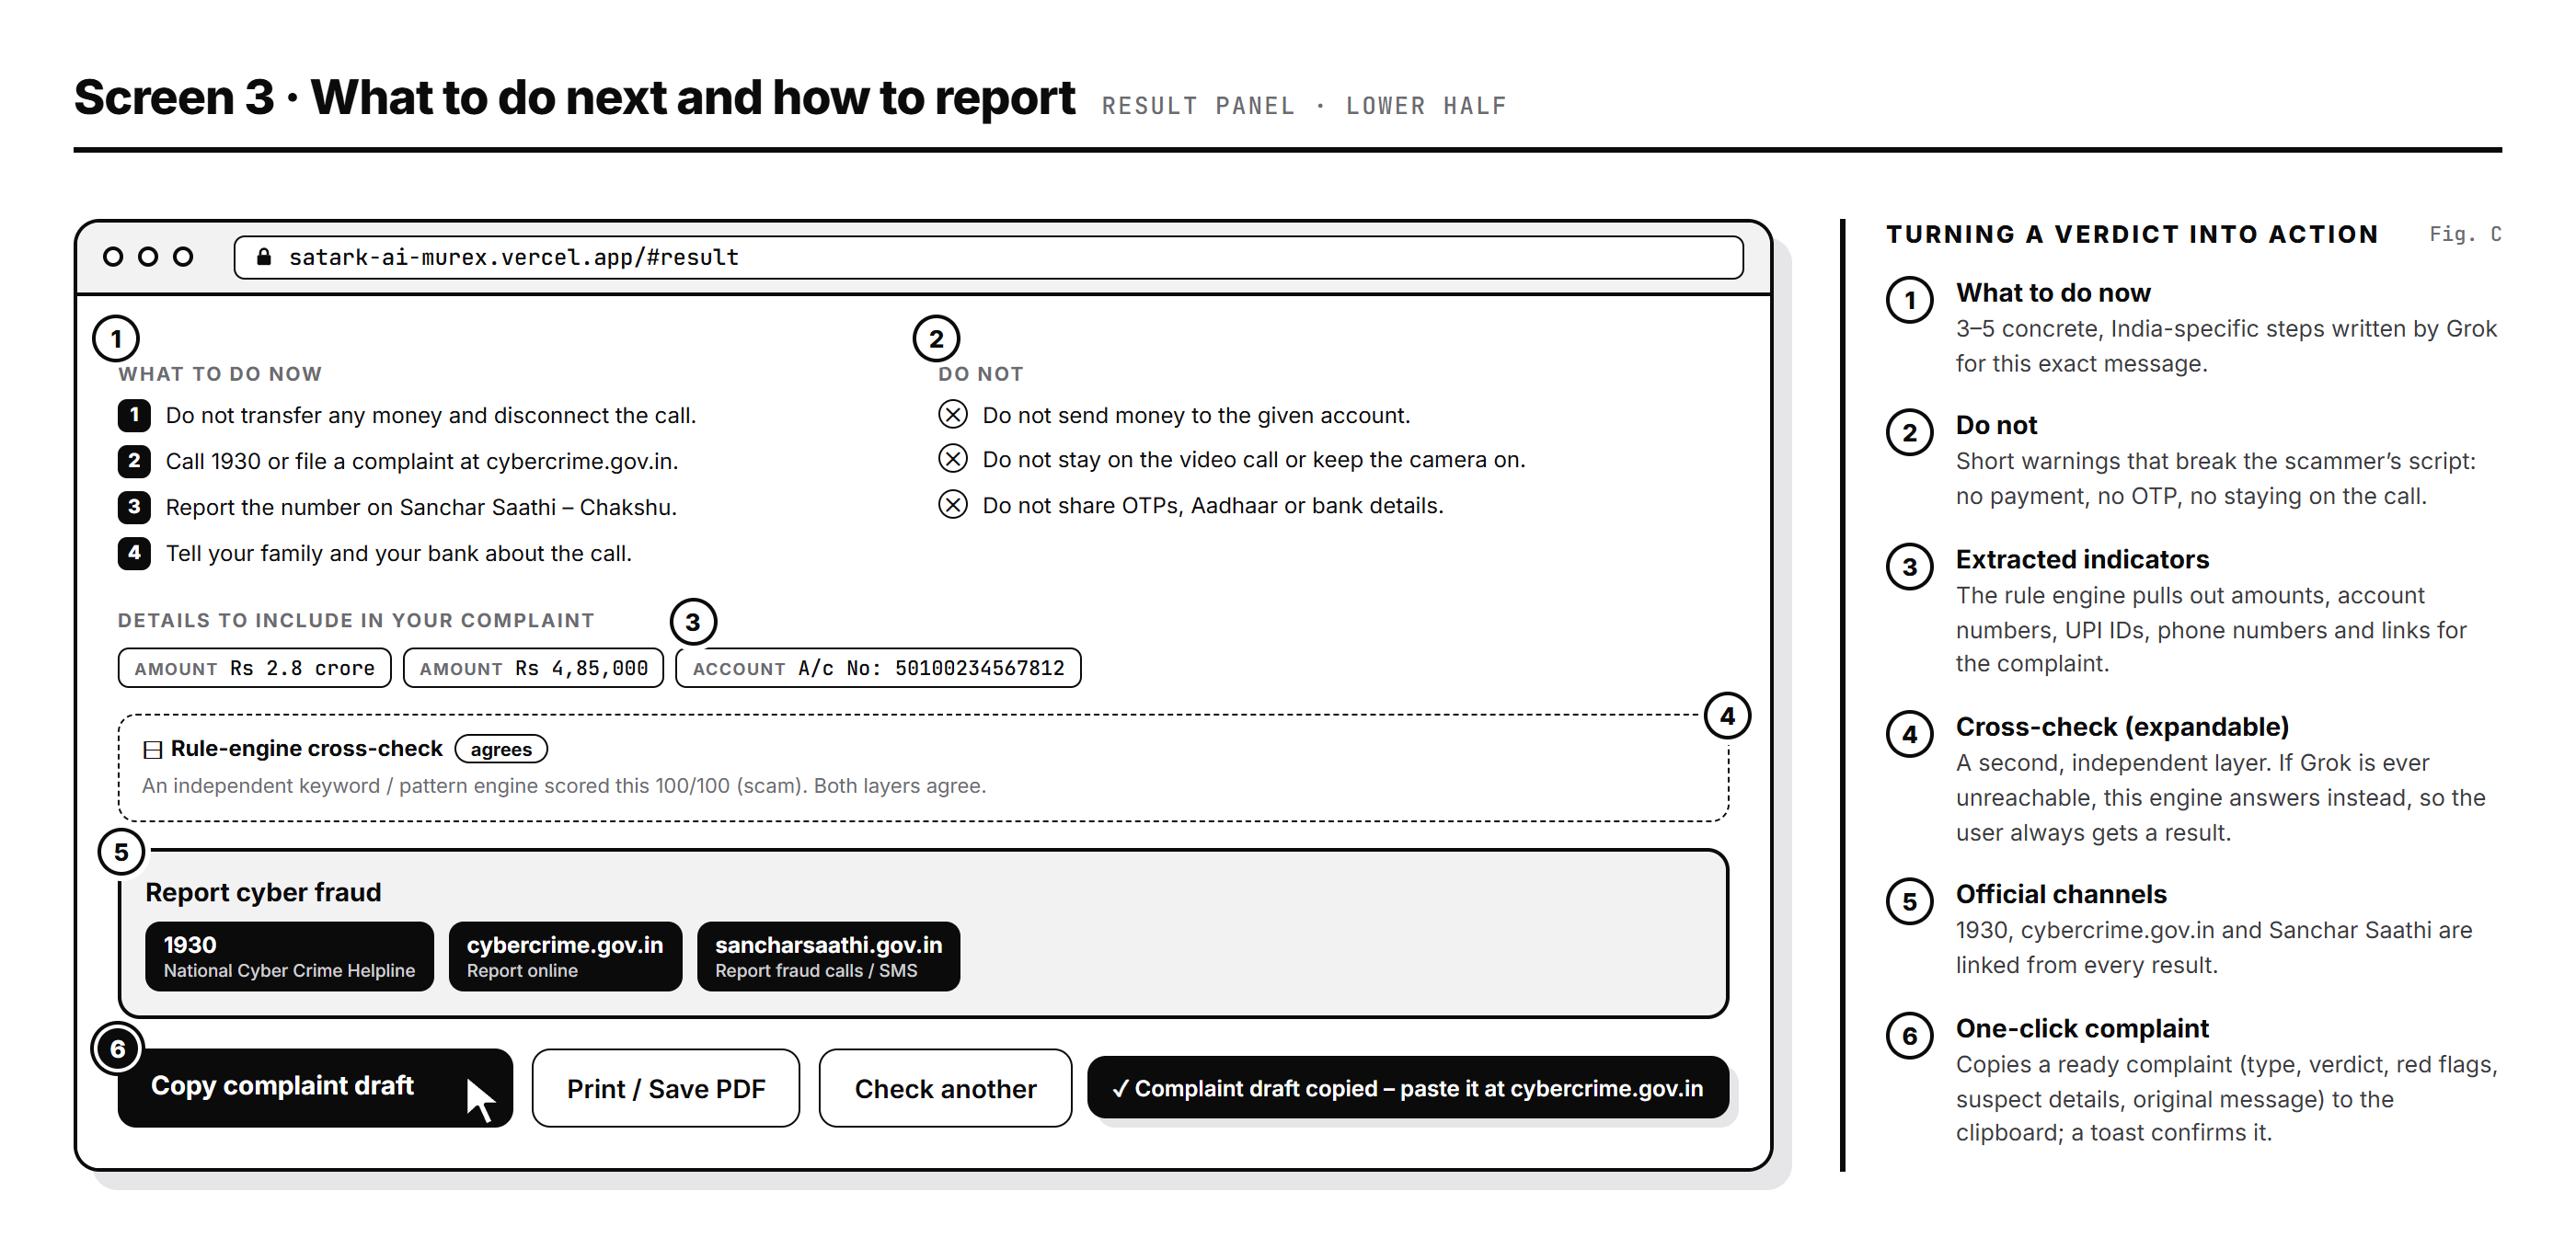 Screen 3 · What to do next and how to report RESULT PANEL · LOWER HALF
satark-ai-murex.vercel.app/#result
1
WHAT TO DO NOW
1 Do not transfer any money and disconnect the call.
2 Call 1930 or file a complaint at cybercrime.gov.in.
3 Report the number on Sanchar Saathi – Chakshu.
4 Tell your family and your bank about the call.
2
DO NOT
Do not send money to the given account.
Do not stay on the video call or keep the camera on.
Do not share OTPs, Aadhaar or bank details.
DETAILS TO INCLUDE IN YOUR COMPLAINT 3
AMOUNT Rs 2.8 crore AMOUNT Rs 4,85,000 ACCOUNT A/c No: 50100234567812
4
Rule-engine cross-check agrees
An independent keyword / pattern engine scored this 100/100 (scam). Both layers agree.
5
Report cyber fraud
1930
National Cyber Crime Helpline
cybercrime.gov.in
Report online
sancharsaathi.gov.in
Report fraud calls / SMS
6
Copy complaint draft Print / Save PDF Check another ✓ Complaint draft copied – paste it at cybercrime.gov.in
TURNING A VERDICT INTO ACTION Fig. C
1 What to do now
3–5 concrete, India-specific steps written by Grok
for this exact message.
2 Do not
Short warnings that break the scammer’s script:
no payment, no OTP, no staying on the call.
3 Extracted indicators
The rule engine pulls out amounts, account
numbers, UPI IDs, phone numbers and links for
the complaint.
4 Cross-check (expandable)
A second, independent layer. If Grok is ever
unreachable, this engine answers instead, so the
user always gets a result.
5 Official channels
1930, cybercrime.gov.in and Sanchar Saathi are
linked from every result.
6 One-click complaint
Copies a ready complaint (type, verdict, red flags,
suspect details, original message) to the
clipboard; a toast confirms it.